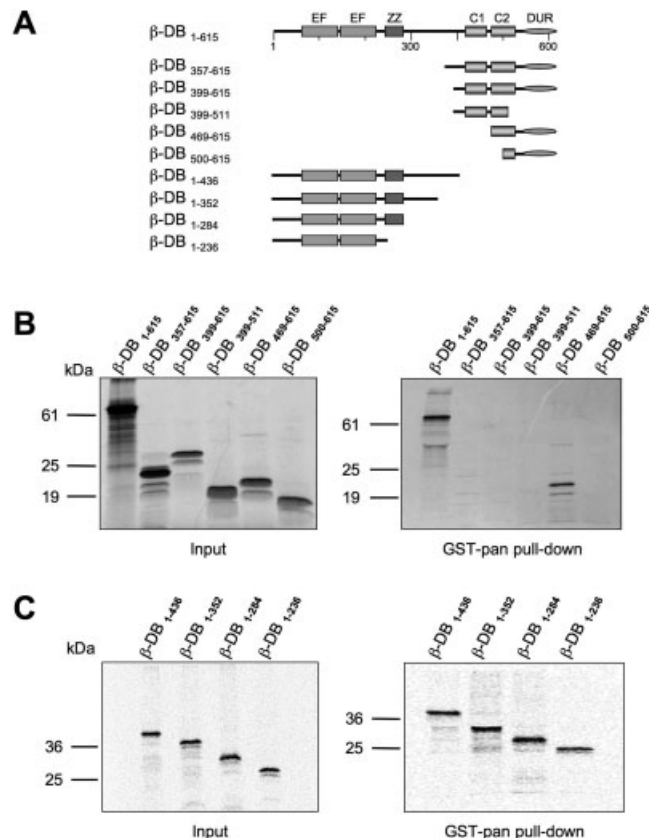 A
EF EF ZZ C1 C2 DUR
β-DB 1-615
1 300 600
β-DB 357-615
β-DB 399-615
β-DB 399-511
β-DB 469-615
β-DB 500-615
β-DB 1-436
β-DB 1-352
β-DB 1-284
β-DB 1-236
B
β-DB 1-615 β-DB 357-615 β-DB 399-615 β-DB 399-511 β-DB 469-615 β-DB 500-615
β-DB 1-615 β-DB 357-615 β-DB 399-615 β-DB 399-511 β-DB 469-615 β-DB 500-615
kDa
61
25
19
61
25
19
Input
GST-pan pull-down
C
β-DB 1-436 β-DB 1-352 β-DB 1-284 β-DB 1-236
β-DB 1-436 β-DB 1-352 β-DB 1-284 β-DB 1-236
kDa
36
25
36
25
Input
GST-pan pull-down